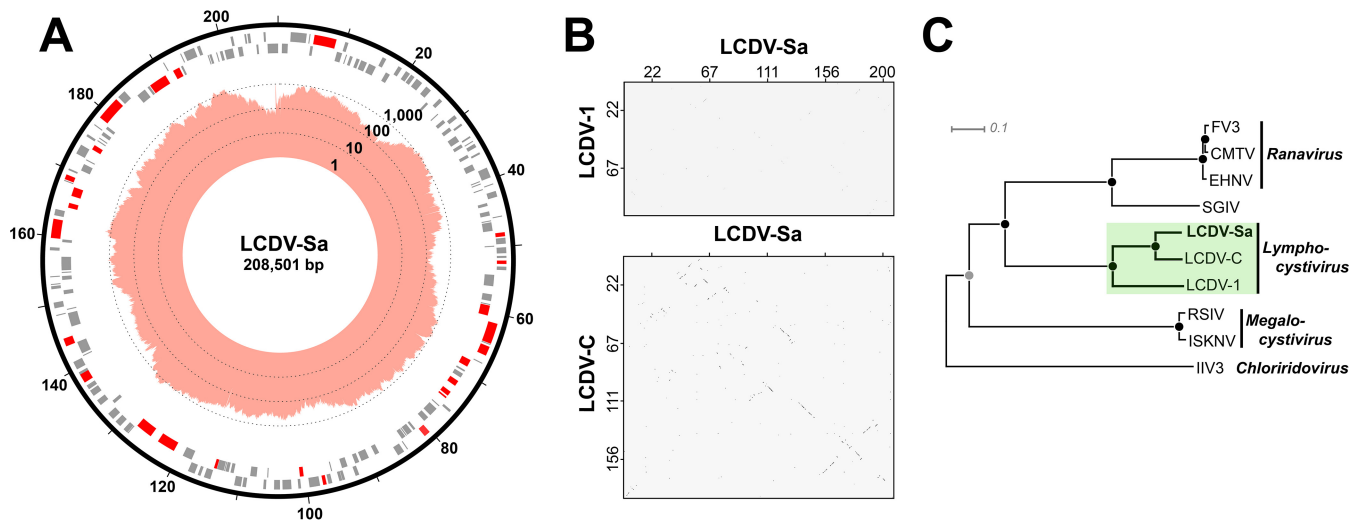 A
200
20
40
60
80
100
120
140
160
180
1,000
100
10
1
LCDV-Sa
208,501 bp
B
LCDV-Sa
22 67 111 156 200
LCDV-1
22
67
LCDV-Sa
LCDV-C
22
67
111
156
C
0.1
FV3
CMTV
EHNV
Ranavirus
SGIV
LCDV-Sa
LCDV-C
LCDV-1
Lympho-
cystivirus
RSIV
ISKNV
Megalo-
cystivirus
IIV3 Chloriridovirus